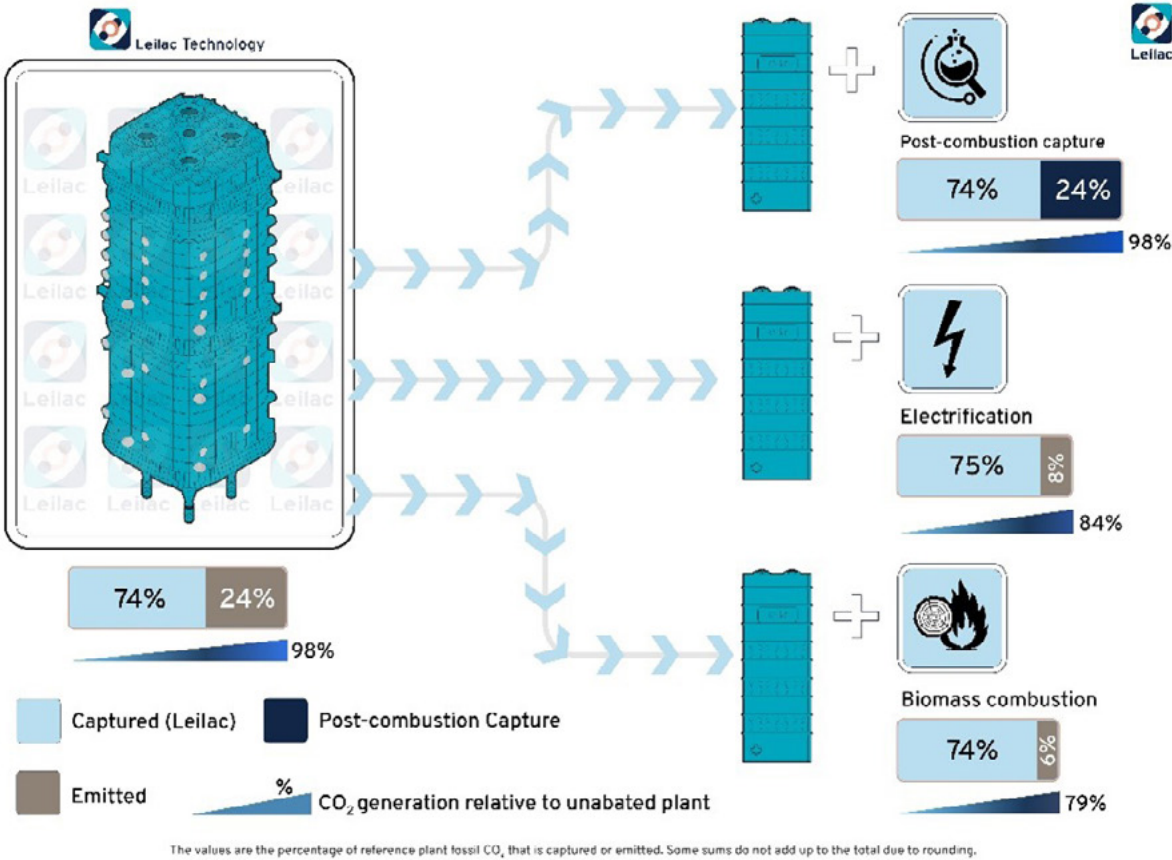 Leilac Technology
Leilac
Post-combustion capture
74% 24%
98%
Electrification
75% 8%
84%
74% 24%
98%
Biomass combustion
74% 6%
79%
Captured (Leilac)
Post-combustion Capture
Emitted
%
CO₂ generation relative to unabated plant
Leilac Leilac
Leilac Leilac
Leilac Leilac
Leilac Leilac Leilac Leilac
The values are the percentage of reference plant fossil CO₂ that is captured or emitted. Some sums do not add up to the total due to rounding.